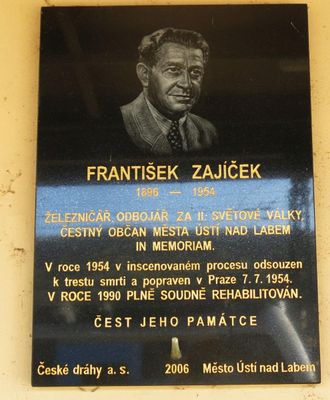 FRANTIŠEK ZAJÍČEK
1896 — 1954
ŽELEZNIČÁŘ, ODBOJÁŘ ZA II. SVĚTOVÉ VÁLKY,
ČESTNÝ OBČAN MĚSTA ÚSTÍ NAD LABEM
IN MEMORIAM.
V roce 1954 v inscenovaném procesu odsouzen
k trestu smrti a popraven v Praze 7. 7. 1954.
V ROCE 1990 PLNĚ SOUDNĚ REHABILITOVÁN.
ČEST JEHO PAMÁTCE
České dráhy a. s. 2006 Město Ústí nad Labem